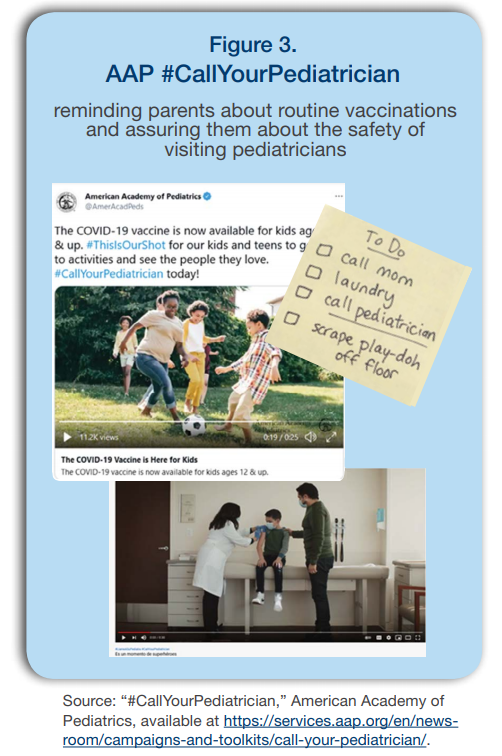 Figure 3.
AAP #CallYourPediatrician
reminding parents about routine vaccinations
and assuring them about the safety of
visiting pediatricians
American Academy of Pediatrics
@AmerAcadPeds
The COVID-19 vaccine is now available for kids ag
& up. #ThisIsOurShot for our kids and teens to g
to activities and see the people they love.
#CallYourPediatrician today!
11.2K views
0:19 / 0:25
The COVID-19 Vaccine is Here for Kids
The COVID-19 vaccine is now available for kids ages 12 & up.
To Do
call mom
laundry
call pediatrician
scrape play-doh
off floor
Es un momento de superhéroes
Source: “#CallYourPediatrician,” American Academy of
Pediatrics, available at https://services.aap.org/en/news-
room/campaigns-and-toolkits/call-your-pediatrician/.